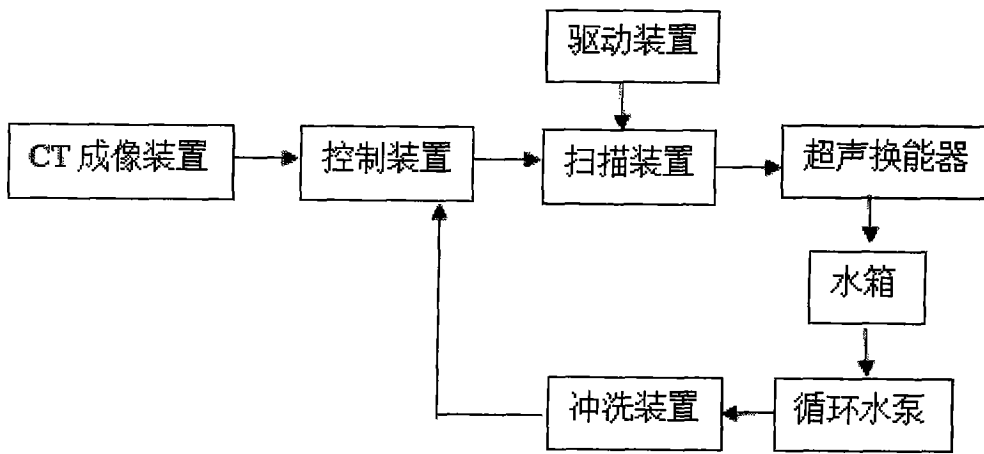 驱动装置
CT 成像装置
控制装置
扫描装置
超声换能器
水箱
冲洗装置
循环水泵